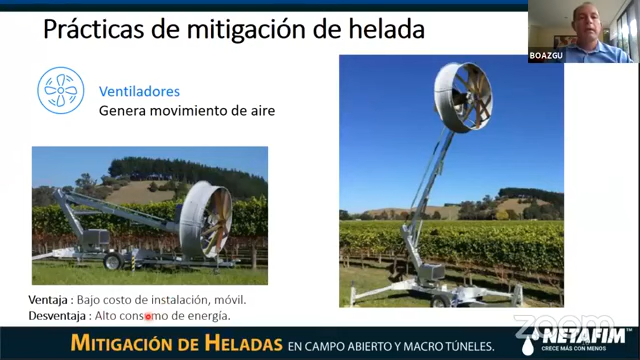 Prácticas de mitigación de helada
BOAZGU
Ventiladores
Genera movimiento de aire
Ventaja : Bajo costo de instalación, móvil.
Desventaja : Alto consumo de energía.
zoom
MITIGACIÓN DE HELADAS EN CAMPO ABIERTO Y MACRO TÚNELES.
NETAFIM™
CRECE MÁS CON MENOS